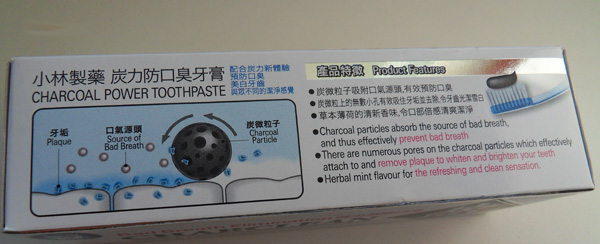 小林製藥 炭力防口臭牙膏
CHARCOAL POWER TOOTHPASTE
配合炭力新體驗
預防口臭
美白牙齒
與眾不同的潔淨感覺
牙垢
Plaque
口氣源頭
Source of
Bad Breath
炭微粒子
Charcoal
Particle
產品特徵 Product Features
●炭微粒子吸附口氣源頭,有效預防口臭
●炭微粒上的無數小孔有效吸住牙垢並去除,令牙齒光潔雪白
●草本薄荷的清新香味,令口部倍感清爽潔淨
●Charcoal particles absorb the source of bad breath,
and thus effectively prevent bad breath
●There are numerous pores on the charcoal particles which effectively
attach to and remove plaque to whiten and brighten your teeth
●Herbal mint flavour for the refreshing and clean sensation.